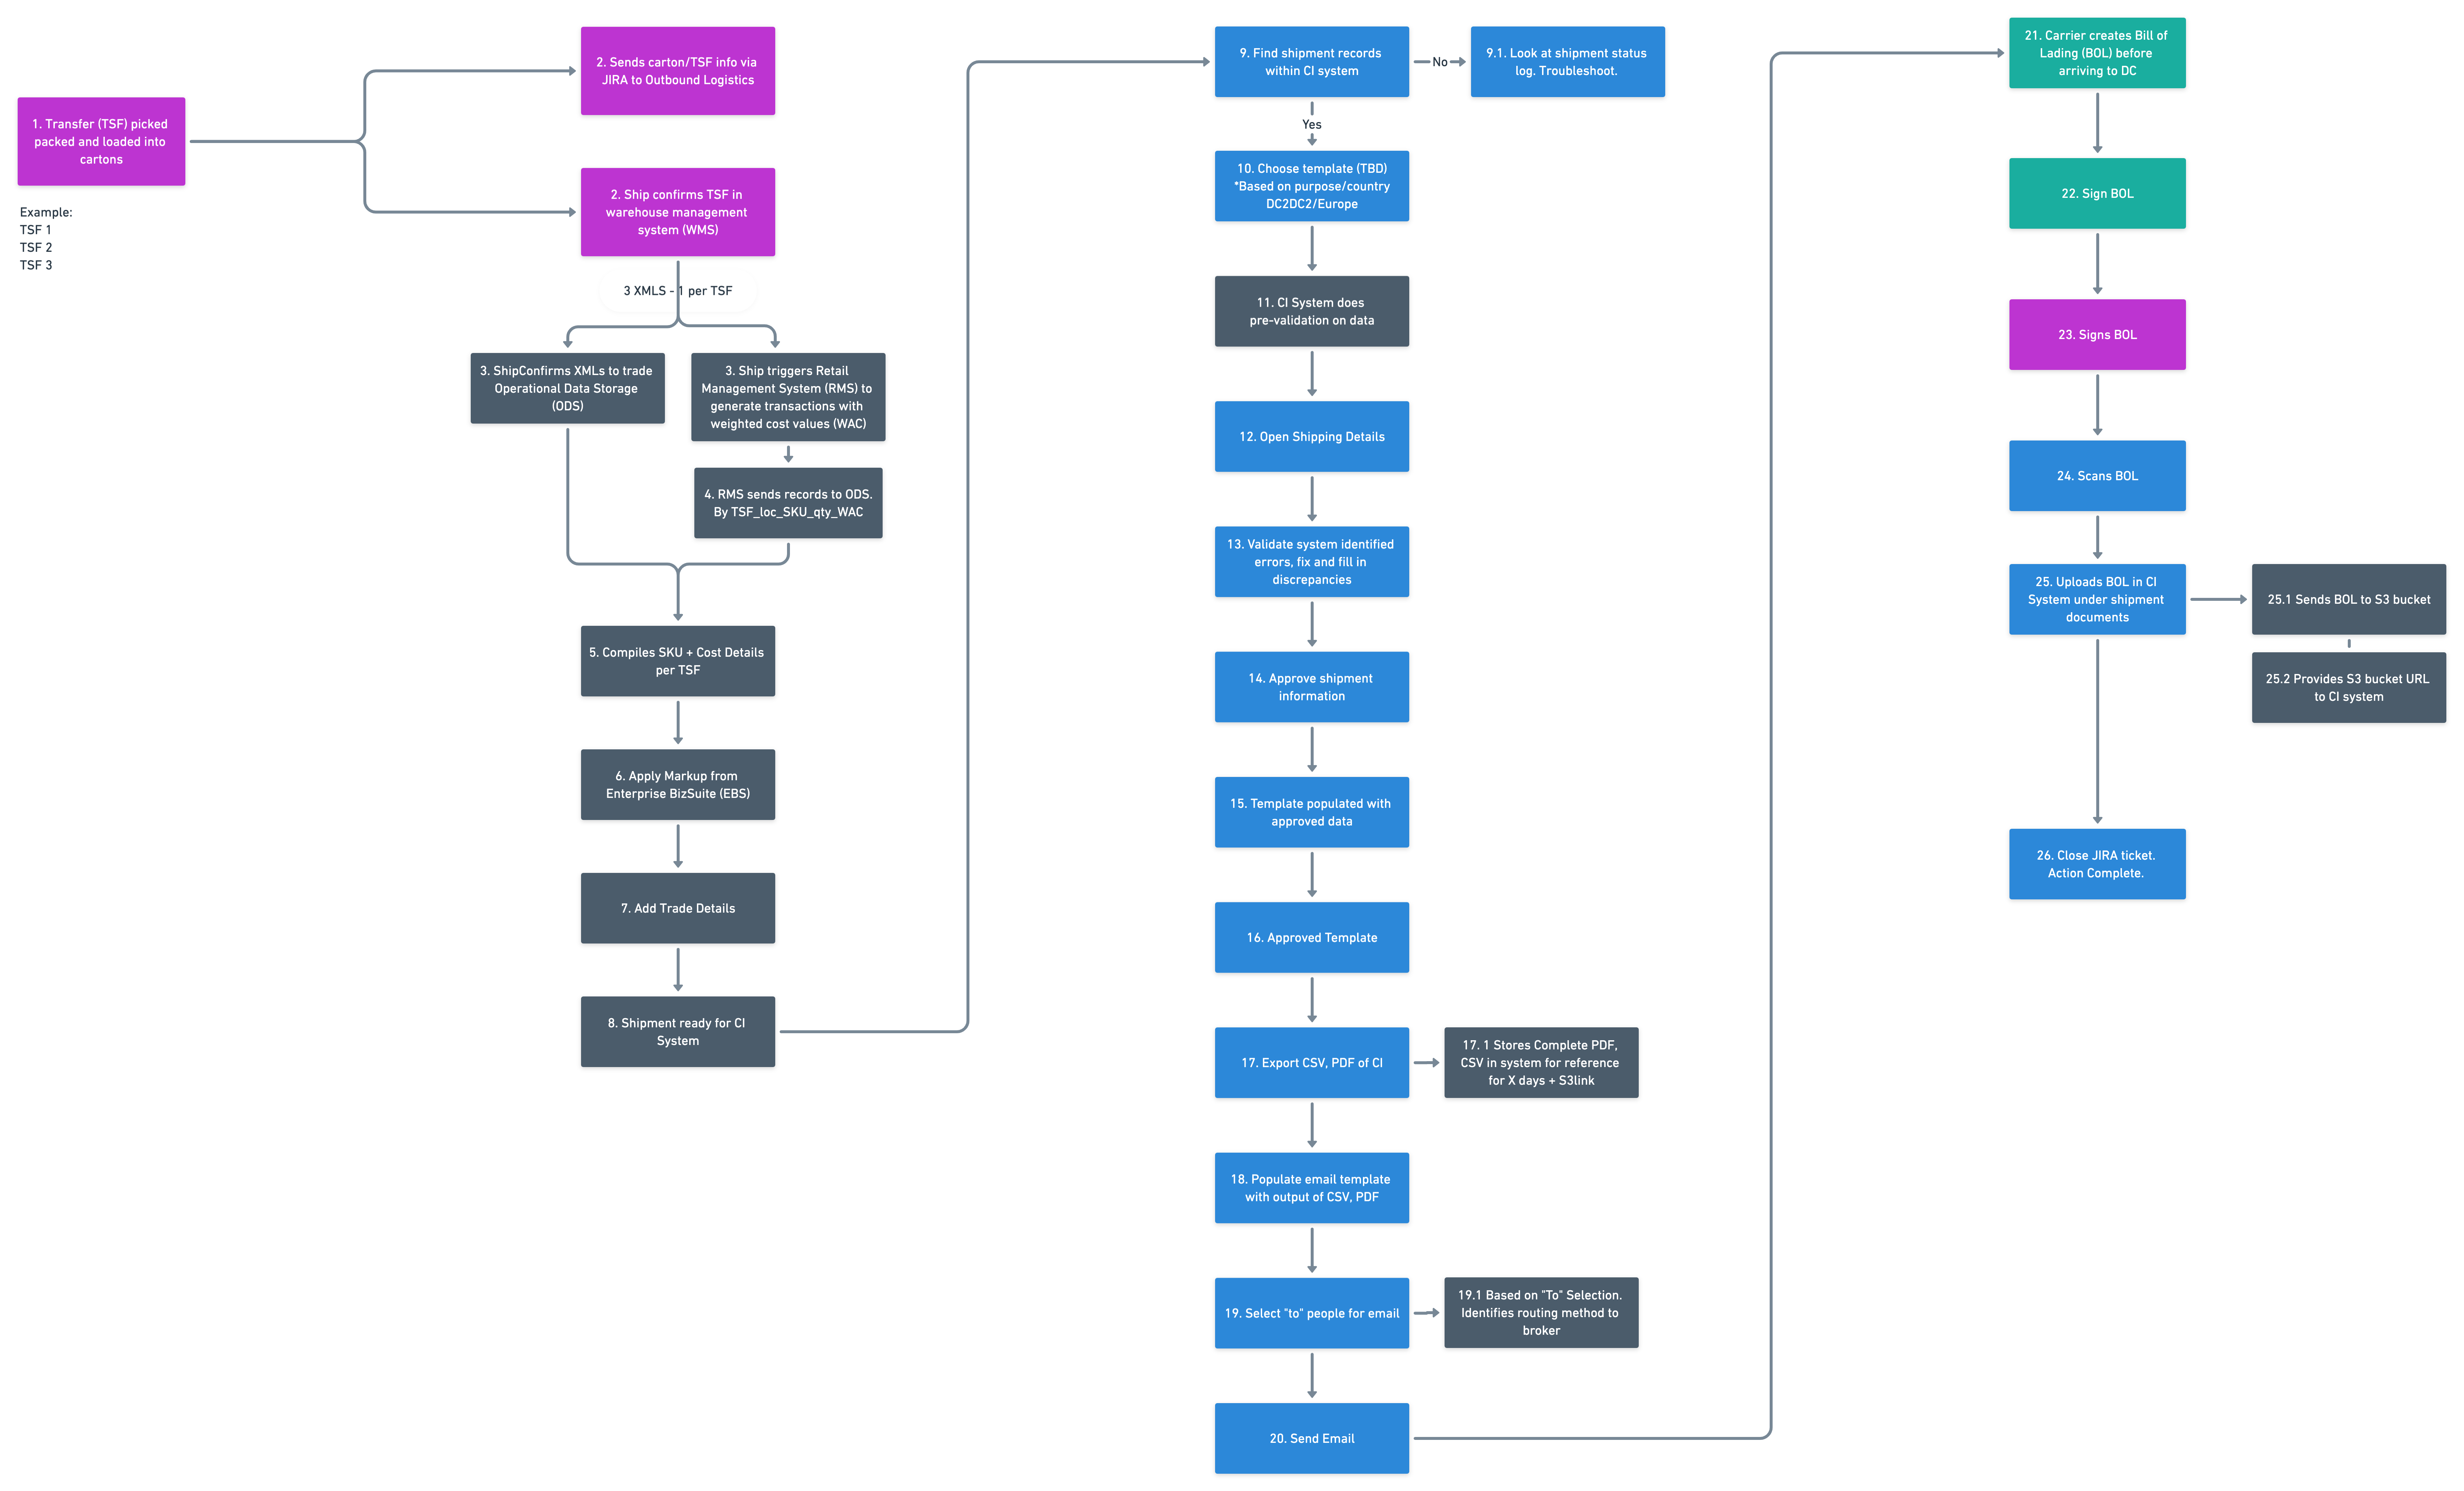 1. Transfer (TSF) picked
packed and loaded into
cartons
Example:
TSF 1
TSF 2
TSF 3
2. Sends carton/TSF info via
JIRA to Outbound Logistics
2. Ship confirms TSF in
warehouse management
system (WMS)
3 XMLS - 1 per TSF
3. ShipConfirms XMLs to trade
Operational Data Storage
(ODS)
3. Ship triggers Retail
Management System (RMS) to
generate transactions with
weighted cost values (WAC)
4. RMS sends records to ODS.
By TSF_loc_SKU_qty_WAC
5. Compiles SKU + Cost Details
per TSF
6. Apply Markup from
Enterprise BizSuite (EBS)
7. Add Trade Details
8. Shipment ready for CI
System
9. Find shipment records
within CI system
No
9.1. Look at shipment status
log. Troubleshoot.
Yes
10. Choose template (TBD)
*Based on purpose/country
DC2DC2/Europe
11. CI System does
pre-validation on data
12. Open Shipping Details
13. Validate system identified
errors, fix and fill in
discrepancies
14. Approve shipment
information
15. Template populated with
approved data
16. Approved Template
17. Export CSV, PDF of CI
17. 1 Stores Complete PDF,
CSV in system for reference
for X days + S3link
18. Populate email template
with output of CSV, PDF
19. Select "to" people for email
19.1 Based on "To" Selection.
Identifies routing method to
broker
20. Send Email
21. Carrier creates Bill of
Lading (BOL) before
arriving to DC
22. Sign BOL
23. Signs BOL
24. Scans BOL
25. Uploads BOL in CI
System under shipment
documents
25.1 Sends BOL to S3 bucket
25.2 Provides S3 bucket URL
to CI system
26. Close JIRA ticket.
Action Complete.